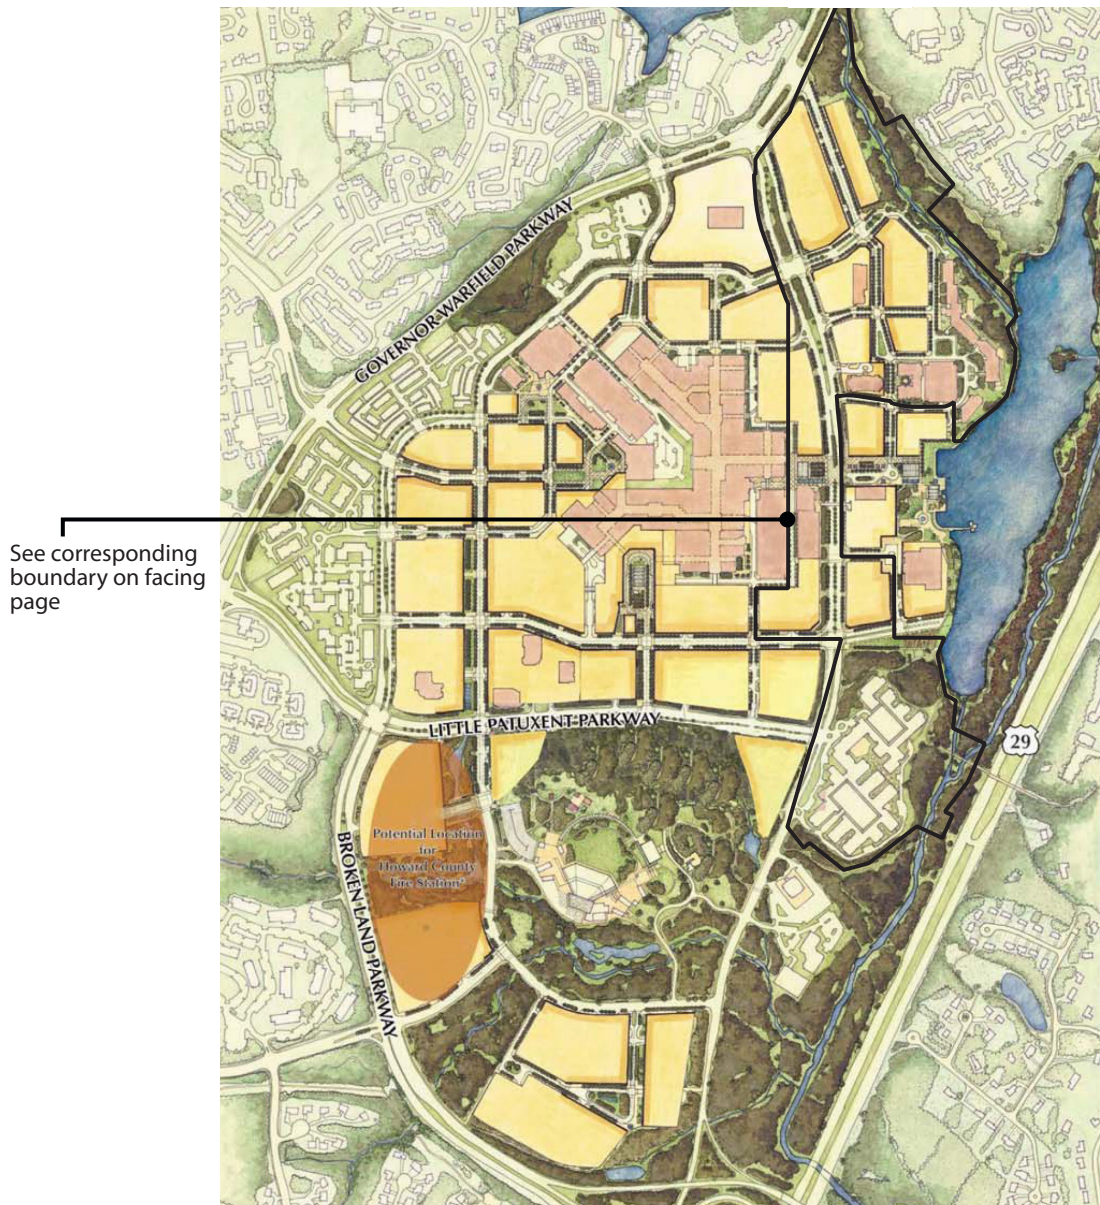 GOVERNOR WARFIELD PARKWAY
See corresponding
boundary on facing
page
LITTLE PATUXENT PARKWAY
29
BROKEN LAND PARKWAY
Potential Location
for
Howard County
Fire Station*